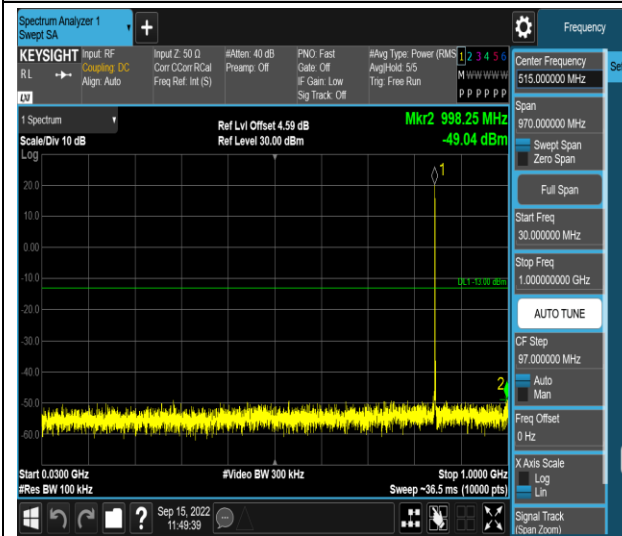 Spectrum Analyzer 1
Swept SA
Frequency
KEYSIGHT
RL
LXI
Input: RF
Coupling: DC
Align: Auto
Input Z: 50 Ω
Corr CCorr RCal
Freq Ref: Int (S)
#Atten: 40 dB
Preamp: Off
PNO: Fast
Gate: Off
IF Gain: Low
Sig Track: Off
#Avg Type: Power (RMS
Avg|Hold: 5/5
Trig: Free Run
1 2 3 4 5 6
M W W W W W
P P P P P P
1 Spectrum
Scale/Div 10 dB
Log
Ref Lvl Offset 4.59 dB
Ref Level 30.00 dBm
Mkr2 998.25 MHz
-49.04 dBm
1
20.0
10.0
0.00
-10.0
DL1 -13.00 dBm
-20.0
-30.0
-40.0
2
-50.0
-60.0
Start 0.0300 GHz
#Res BW 100 kHz
#Video BW 300 kHz
Stop 1.0000 GHz
Sweep ~36.5 ms (10000 pts)
Sep 15, 2022
11:49:39
Center Frequency
515.000000 MHz
Span
970.000000 MHz
Swept Span
Zero Span
Full Span
Start Freq
30.000000 MHz
Stop Freq
1.000000000 GHz
AUTO TUNE
CF Step
97.000000 MHz
Auto
Man
Freq Offset
0 Hz
X Axis Scale
Log
Lin
Signal Track
(Span Zoom)